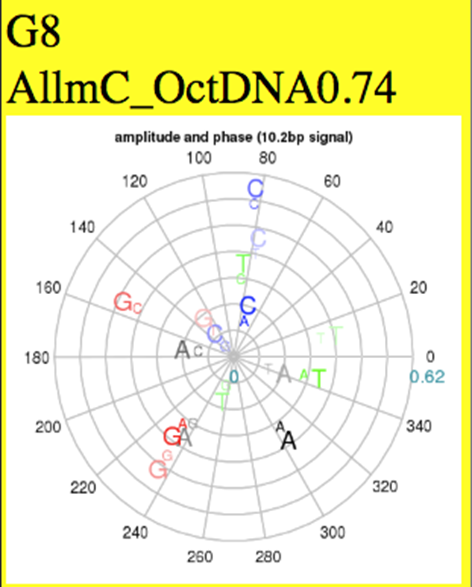 G8
AllmC_OctDNA0.74
amplitude and phase (10.2bp signal)
100 80
120 60
140 40
160 20
180 0
0 0.62
200 340
220 320
240 300
260 280
C
C
C
T
G
C
A
G C
G
C
T T
A C
T A A T
T
A G
G A
G
G
A
A